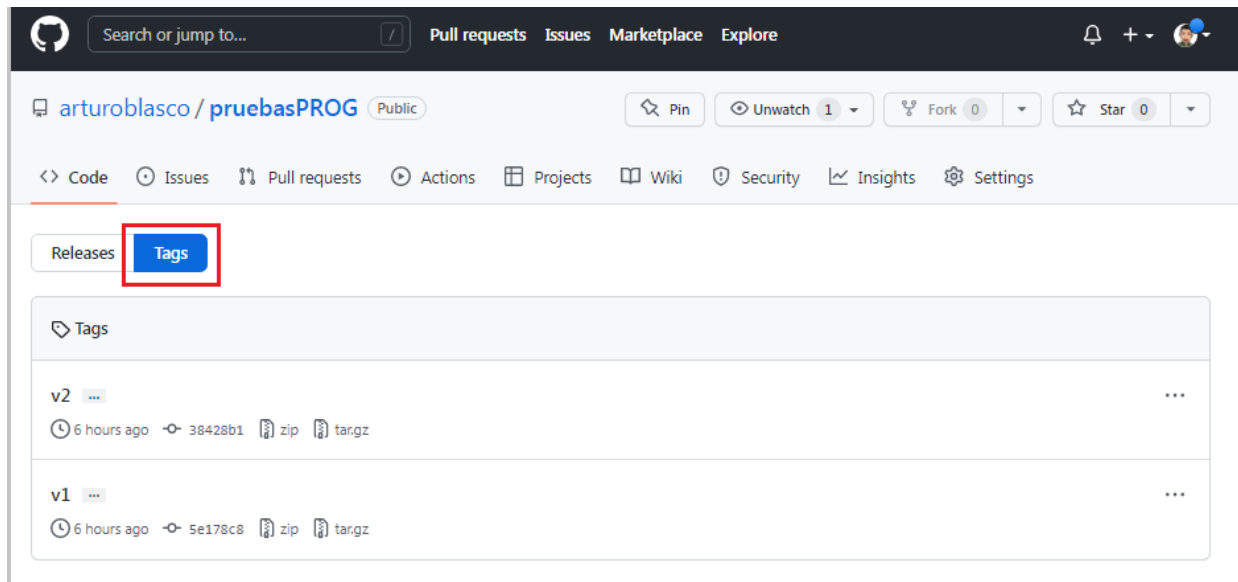 Search or jump to... / Pull requests Issues Marketplace Explore
arturoblasco / pruebasPROG Public Pin Unwatch 1 Fork 0 Star 0
Code Issues Pull requests Actions Projects Wiki Security Insights Settings
Releases Tags
Tags
v2 ...
6 hours ago 38428b1 zip tar.gz
v1 ...
6 hours ago 5e178c8 zip tar.gz